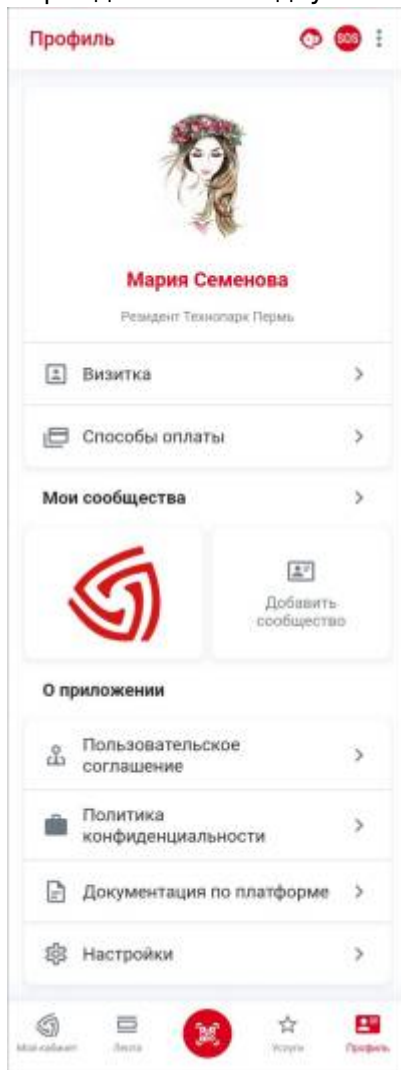 Профиль
SOS
Мария Семенова
Резидент Технопарк Пермь
Визитка
Способы оплаты
Мои сообщества
Добавить
сообщество
О приложении
Пользовательское
соглашение
Политика
конфиденциальности
Документация по платформе
Настройки
Мой кабинет
Лента
Услуги
Профиль